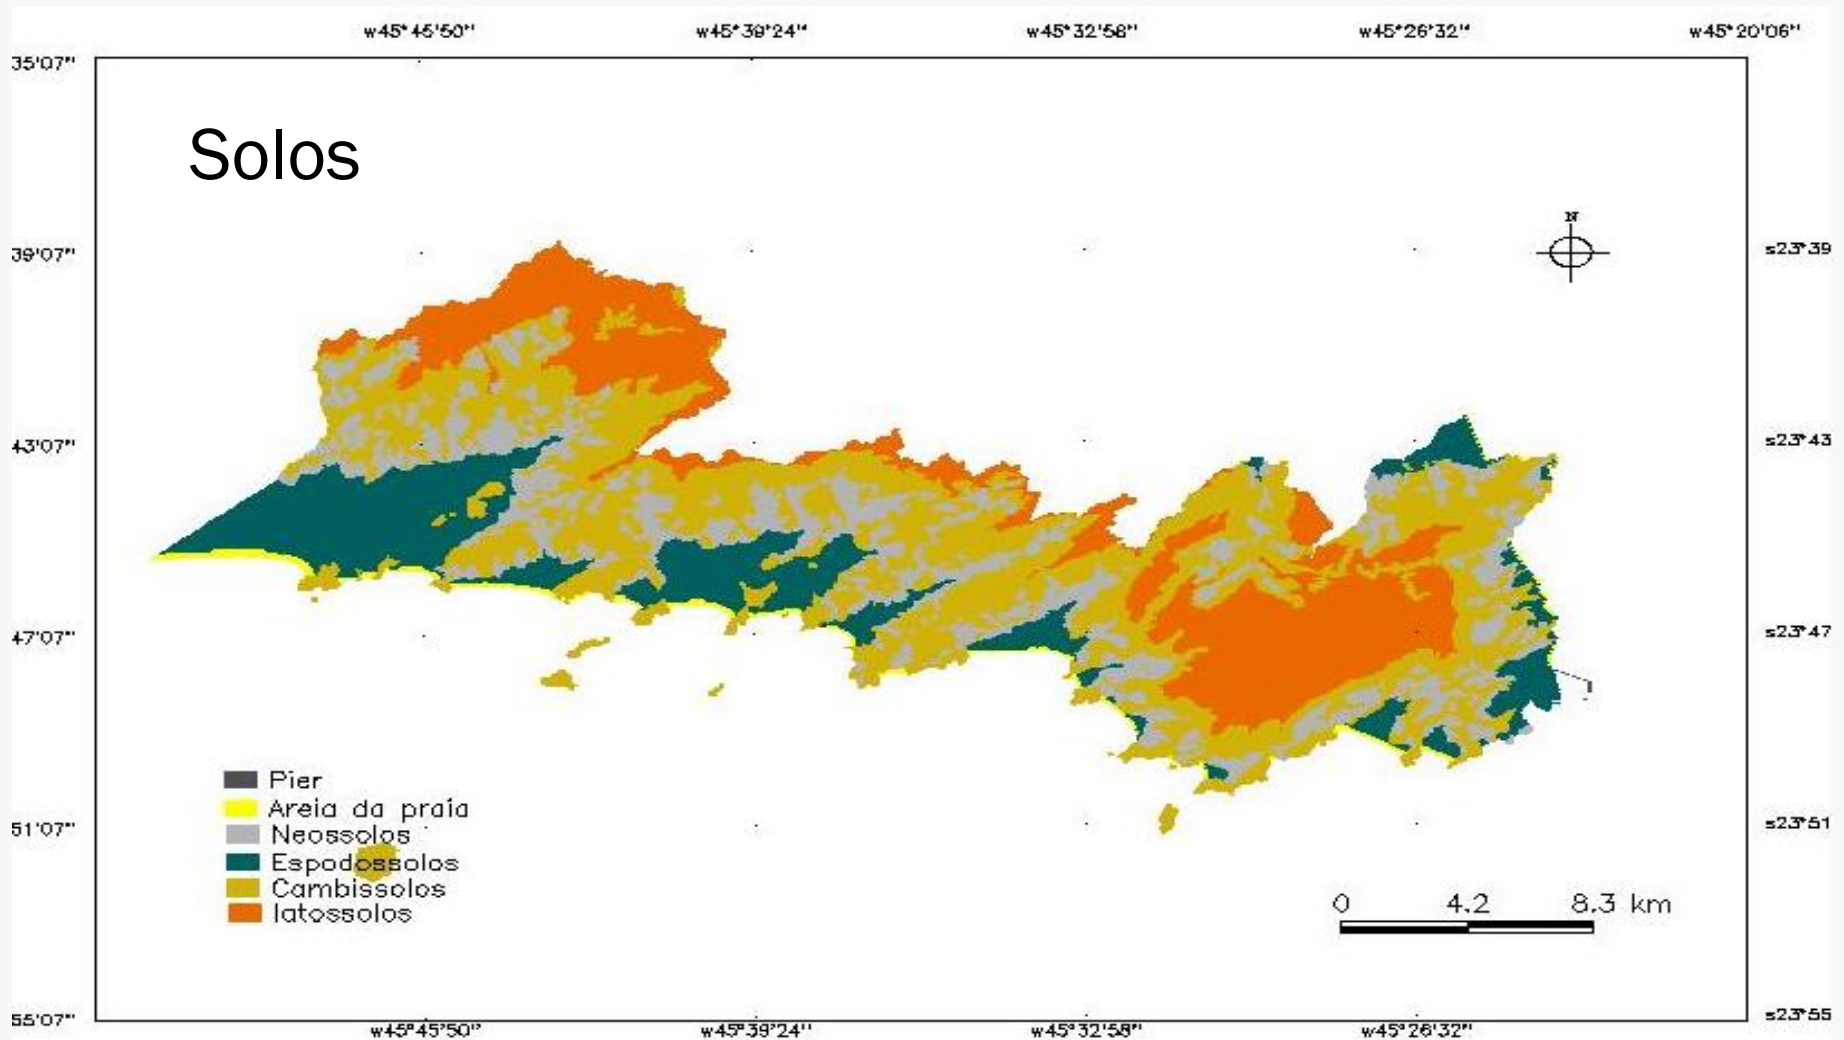 w45°45'50" w45°39'24" w45°32'58" w45°26'32" w45°20'06"
35'07"
Solos
N
39'07" s23°39
43'07" s23°43
47'07" s23°47
Pier
Areia da praia
Neossolos
51'07" s23°51
Espodossolos
Cambissolos
latossolos
0 4.2 8.3 km
55'07" s23°55
w45°45'50" w45°39'24" w45°32'58" w45°26'32"